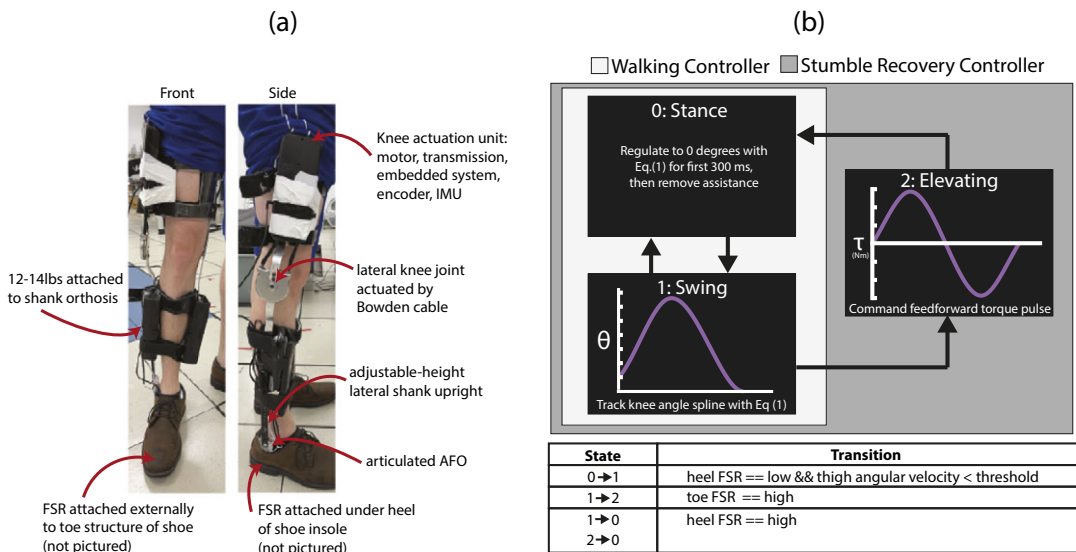 (a)
Front
Side
Knee actuation unit:
motor, transmission,
embedded system,
encoder, IMU
12-14lbs attached
to shank orthosis
lateral knee joint
actuated by
Bowden cable
adjustable-height
lateral shank upright
articulated AFO
FSR attached externally
to toe structure of shoe
(not pictured)
FSR attached under heel
of shoe insole
(not pictured)
(b)
Walking Controller
Stumble Recovery Controller
0: Stance
Regulate to 0 degrees with
Eq.(1) for first 300 ms,
then remove assistance
1: Swing
θ
Track knee angle spline with Eq (1)
2: Elevating
τ
(Nm)
Command feedforward torque pulse
State Transition
0→1 heel FSR == low && thigh angular velocity < threshold
1→2 toe FSR == high
1→0 heel FSR == high
2→0